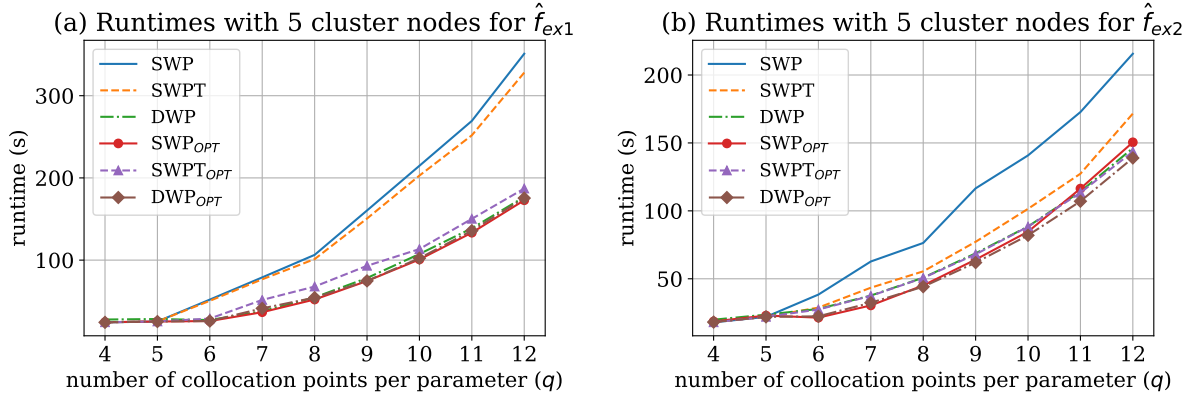 (a) Runtimes with 5 cluster nodes for f̂ex1
SWP
SWPT
DWP
SWPOPT
SWPTOPT
DWPOPT
300
200
100
runtime (s)
4 5 6 7 8 9 10 11 12
number of collocation points per parameter (q)
(b) Runtimes with 5 cluster nodes for f̂ex2
SWP
SWPT
DWP
SWPOPT
SWPTOPT
DWPOPT
200
150
100
50
runtime (s)
4 5 6 7 8 9 10 11 12
number of collocation points per parameter (q)